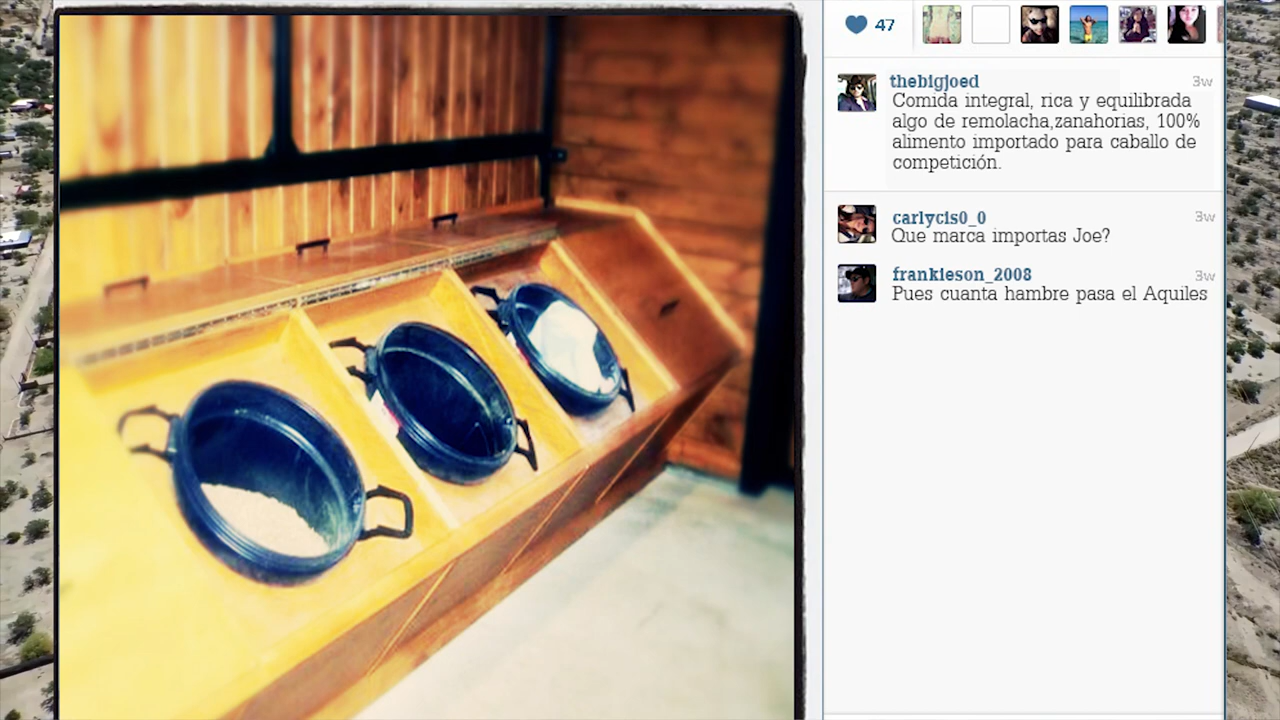 47
thebigjoed 3w
Comida integral, rica y equilibrada
algo de remolacha,zanahorias, 100%
alimento importado para caballo de
competición.
carlycis0_0 3w
Que marca importas Joe?
frankieson_2008 3w
Pues cuanta hambre pasa el Aquiles